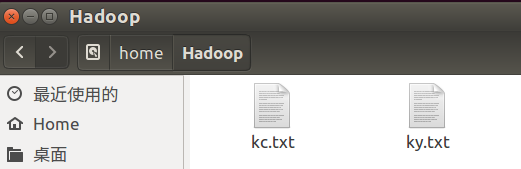 Hadoop
home Hadoop
最近使用的
Home
桌面
kc.txt ky.txt